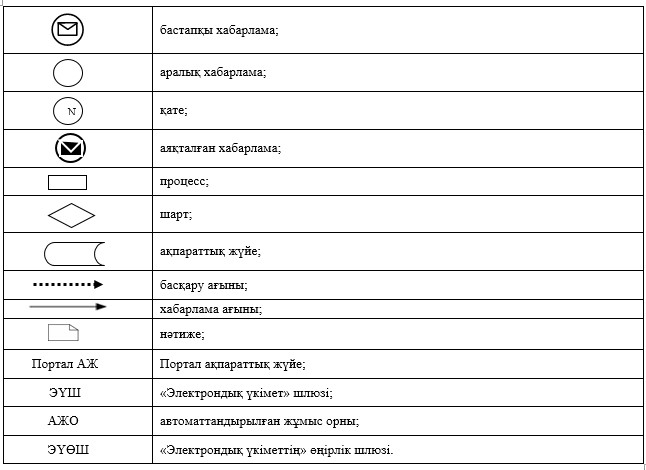 бастапқы хабарлама;
аралық хабарлама;
N қате;
аяқталған хабарлама;
процесс;
шарт;
ақпараттық жүйе;
басқару ағыны;
хабарлама ағыны;
нәтиже;
Портал АЖ Портал ақпараттық жүйе;
ЭҮШ «Электрондық үкімет» шлюзі;
АЖО автоматтандырылған жұмыс орны;
ЭҮӨШ «Электрондық үкіметтің» өңірлік шлюзі.